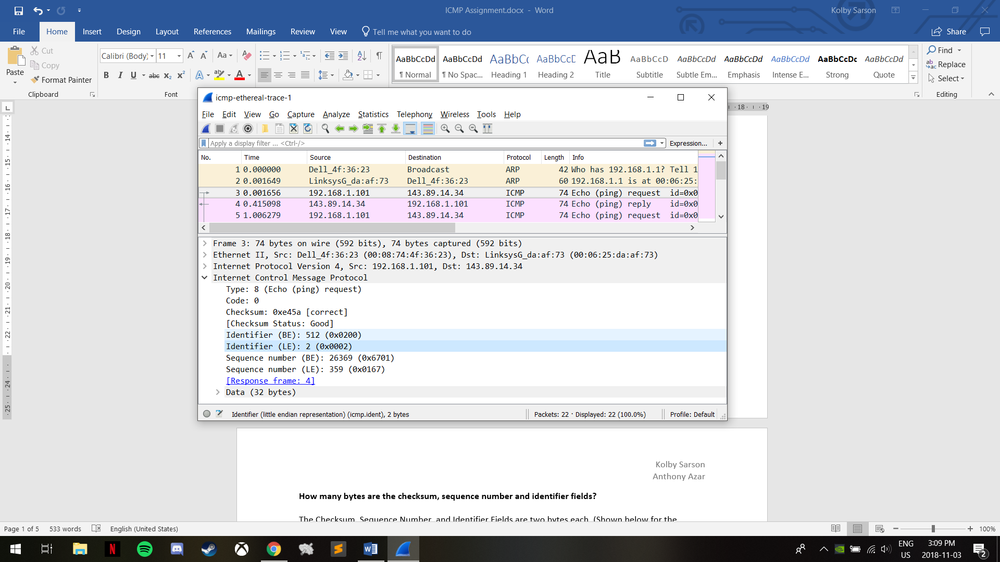 ICMP Assignment.docx - Word
Kolby Sarson
File Home Insert Design Layout References Mailings Review View Tell me what you want to do
Share
Paste
Cut
Copy
Format Painter
Clipboard
Calibri (Body) 11
Font
AaBbCcDd AaBbCcDd AaBbC( AaBbCcC AaB AaBbCcD AaBbCcDd AaBbCcDd AaBbCcDd AaBbCcDc AaBbCcDd
¶ Normal ¶ No Spac... Heading 1 Heading 2 Title Subtitle Subtle Em... Emphasis Intense E... Strong Quote
Find
Replace
Select
Editing
icmp-ethereal-trace-1
File Edit View Go Capture Analyze Statistics Telephony Wireless Tools Help
Apply a display filter ... <Ctrl-/>
Expression... +
No. Time Source Destination Protocol Length Info
1 0.000000 Dell_4f:36:23 Broadcast ARP 42 Who has 192.168.1.1? Tell 1
2 0.001649 LinksysG_da:af:73 Dell_4f:36:23 ARP 60 192.168.1.1 is at 00:06:25:
3 0.001656 192.168.1.101 143.89.14.34 ICMP 74 Echo (ping) request id=0x0
4 0.415098 143.89.14.34 192.168.1.101 ICMP 74 Echo (ping) reply id=0x0
5 1.006279 192.168.1.101 143.89.14.34 ICMP 74 Echo (ping) request id=0x0
Frame 3: 74 bytes on wire (592 bits), 74 bytes captured (592 bits)
Ethernet II, Src: Dell_4f:36:23 (00:08:74:4f:36:23), Dst: LinksysG_da:af:73 (00:06:25:da:af:73)
Internet Protocol Version 4, Src: 192.168.1.101, Dst: 143.89.14.34
Internet Control Message Protocol
Type: 8 (Echo (ping) request)
Code: 0
Checksum: 0xe45a [correct]
[Checksum Status: Good]
Identifier (BE): 512 (0x0200)
Identifier (LE): 2 (0x0002)
Sequence number (BE): 26369 (0x6701)
Sequence number (LE): 359 (0x0167)
[Response frame: 4]
Data (32 bytes)
Identifier (little endian representation) (icmp.ident), 2 bytes
Packets: 22 · Displayed: 22 (100.0%)
Profile: Default
18 19
14
15
16
17
18
19
20
21
22
24
25
Kolby Sarson
Anthony Azar
How many bytes are the checksum, sequence number and identifier fields?
The Checksum, Sequence Number, and Identifier Fields are two bytes each. (Shown below for the
Page 1 of 5 533 words English (United States)
100%
ENG
US
3:09 PM
2018-11-03
2